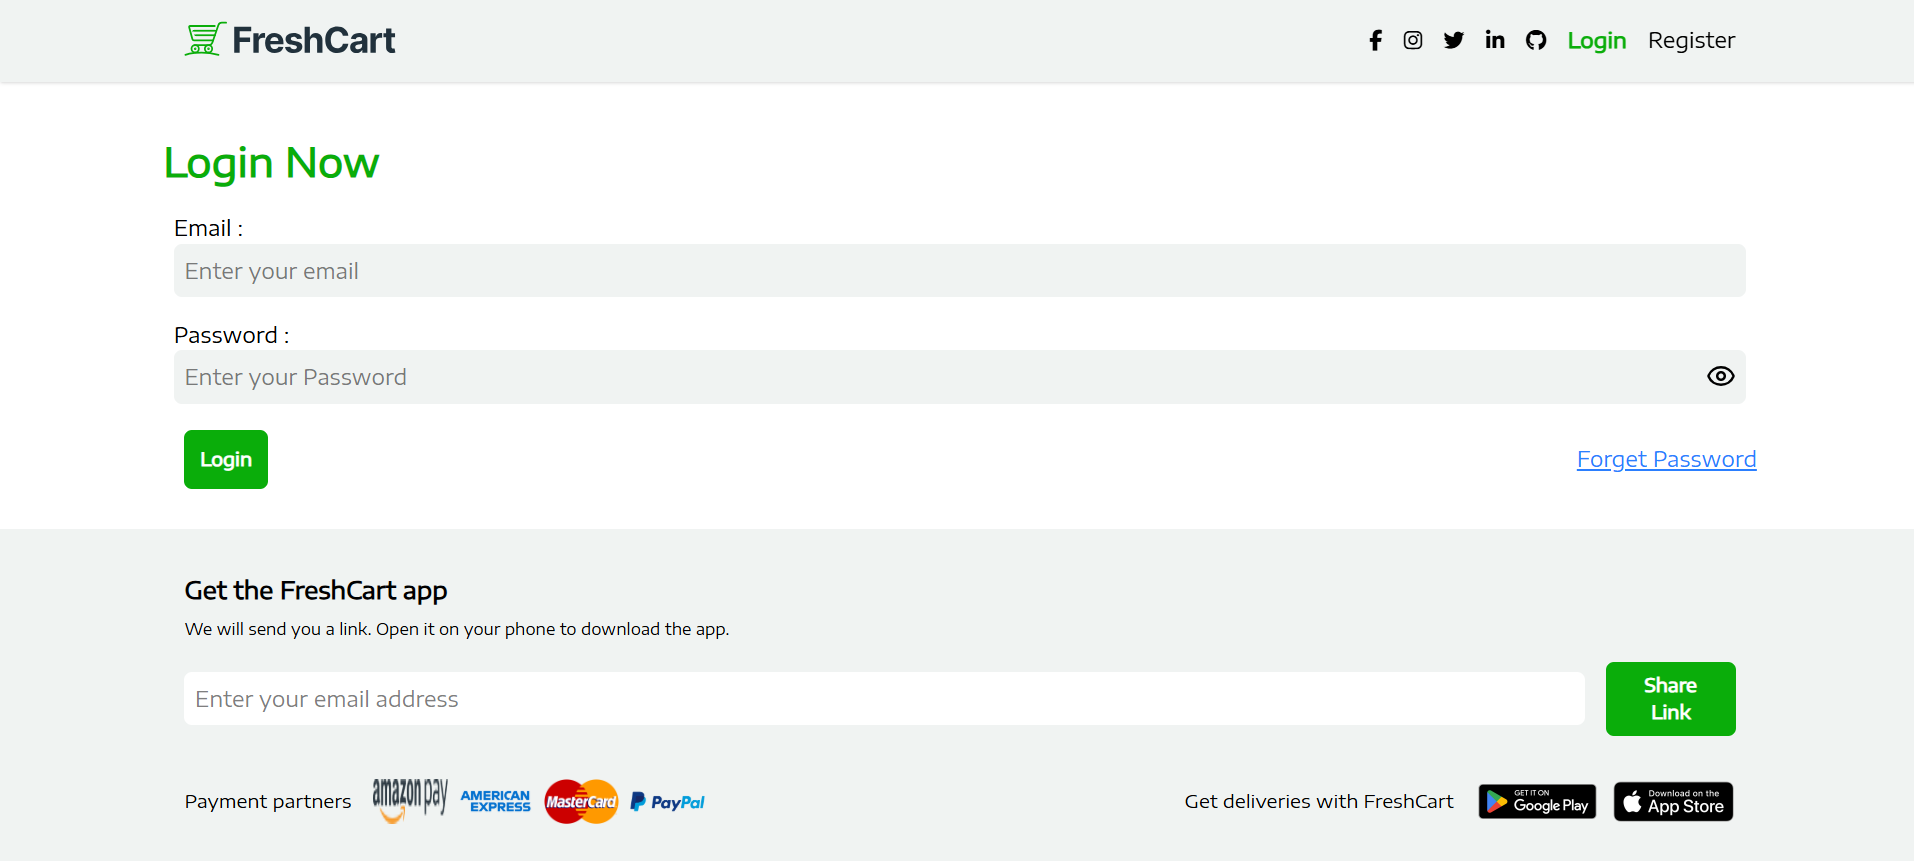 FreshCart
Login
Register
Login Now
Email :
Enter your email
Password :
Enter your Password
Login
Forget Password
Get the FreshCart app
We will send you a link. Open it on your phone to download the app.
Enter your email address
Share
Link
Payment partners
amazon pay
AMERICAN
EXPRESS
MasterCard
PayPal
Get deliveries with FreshCart
GET IT ON
Google Play
Download on the
App Store